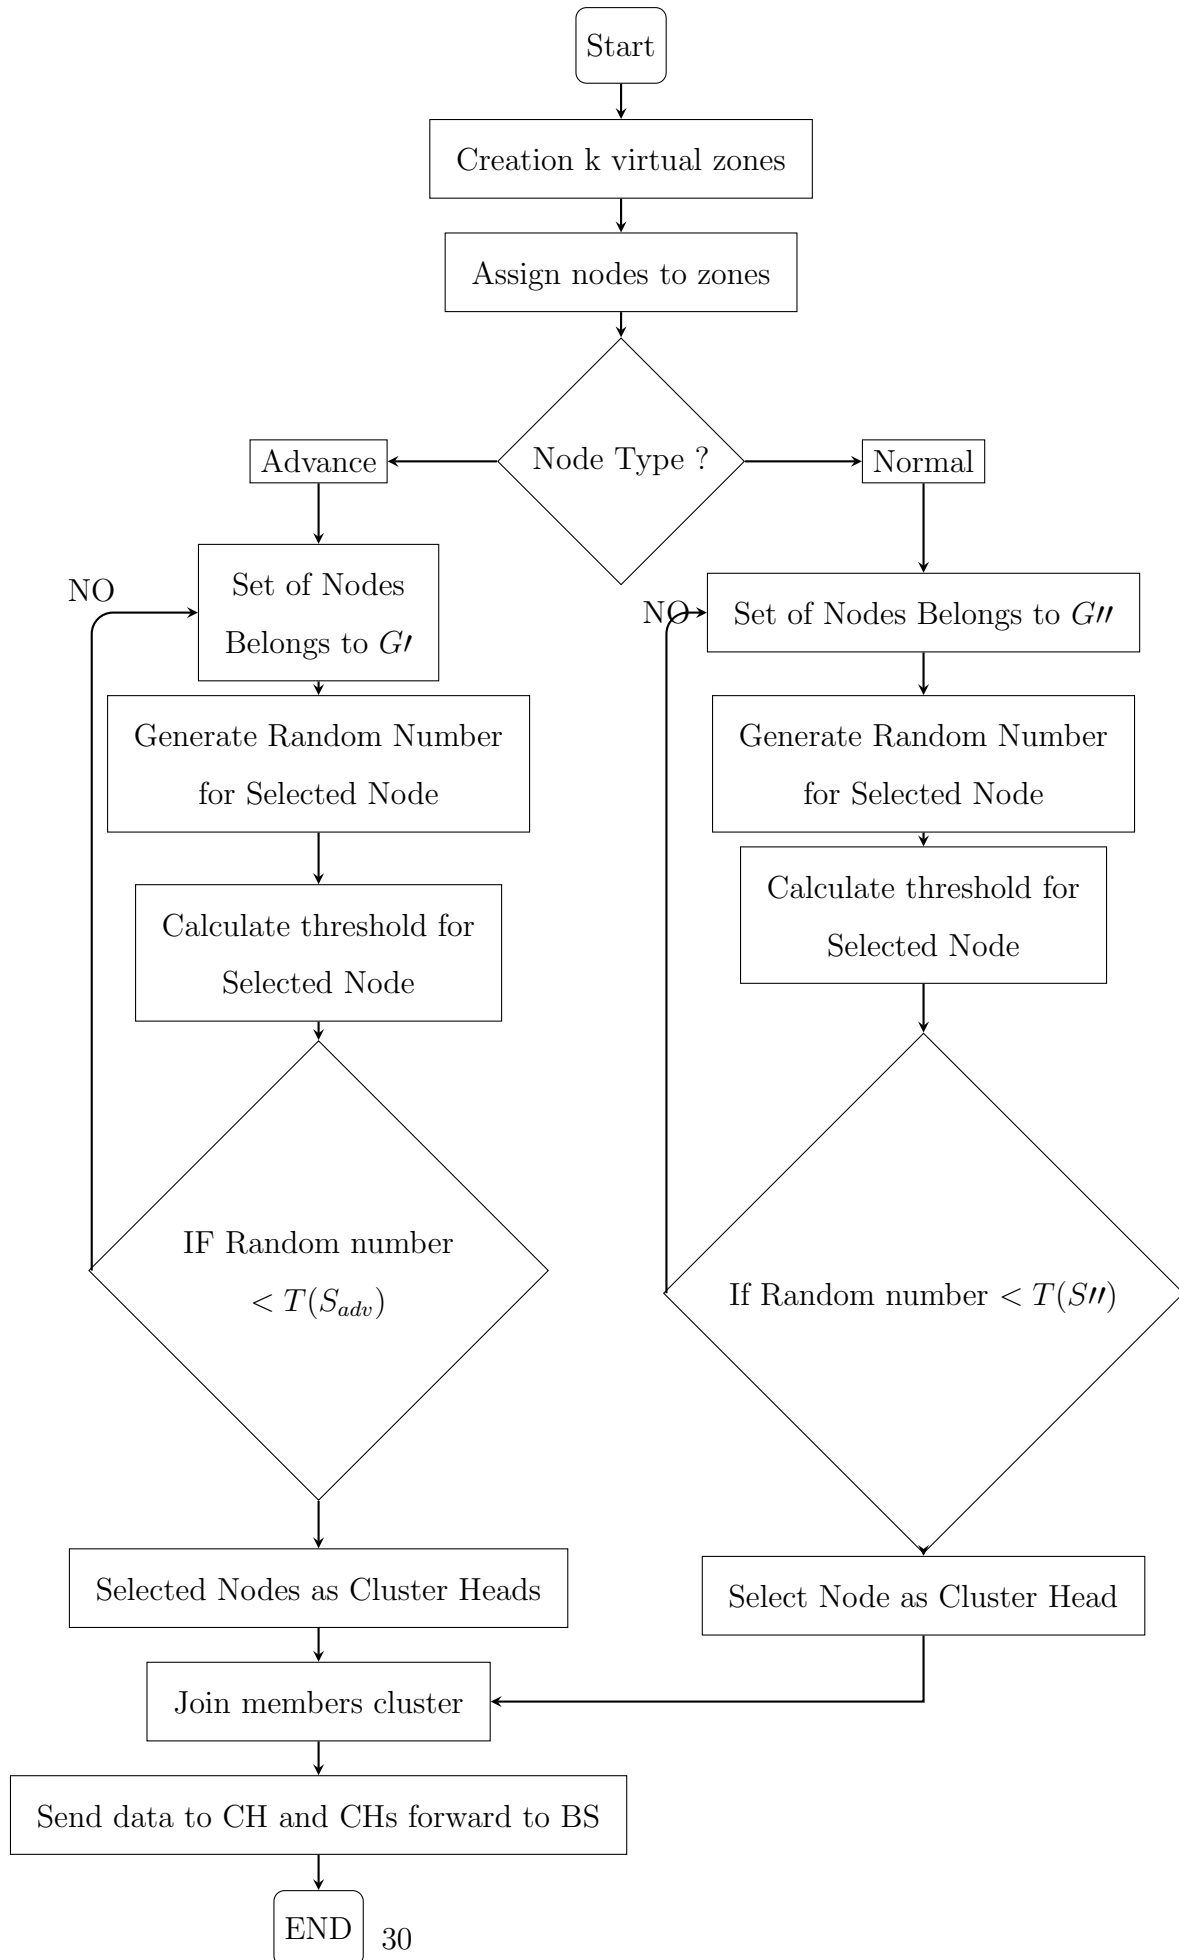 Start
Creation k virtual zones
Assign nodes to zones
Node Type ?
Advance
Normal
Set of Nodes
Belongs to G′
NO
Set of Nodes Belongs to G′′
NO
Generate Random Number
for Selected Node
Generate Random Number
for Selected Node
Calculate threshold for
Selected Node
Calculate threshold for
Selected Node
IF Random number
< T(S_{adv})
If Random number < T(S′′)
Selected Nodes as Cluster Heads
Select Node as Cluster Head
Join members cluster
Send data to CH and CHs forward to BS
END
30